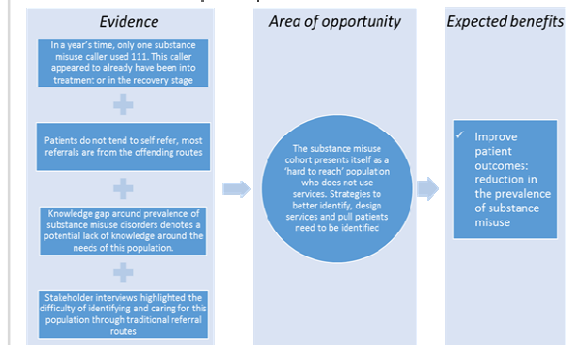 Evidence
In a year's time, only one substance
misuse caller used 111. This caller
appeared to already have been into
treatment or in the recovery stage
Patients do not tend to self refer, most
referrals are from the offending routes
Knowledge gap around prevalence of
substance misuse disorders denotes a
potential lack of knowledge around the
needs of this population.
Stakeholder interviews highlighted the
difficulty of identifying and caring for this
population through traditional referral
routes
Area of opportunity
The substance misuse
cohort presents itself as a
'hard to reach' population
who does not use
services. Strategies to
better identify, design
services and pull patients
need to be identified
Expected benefits
✓ Improve
patient
outcomes:
reduction in
the prevalence
of substance
misuse